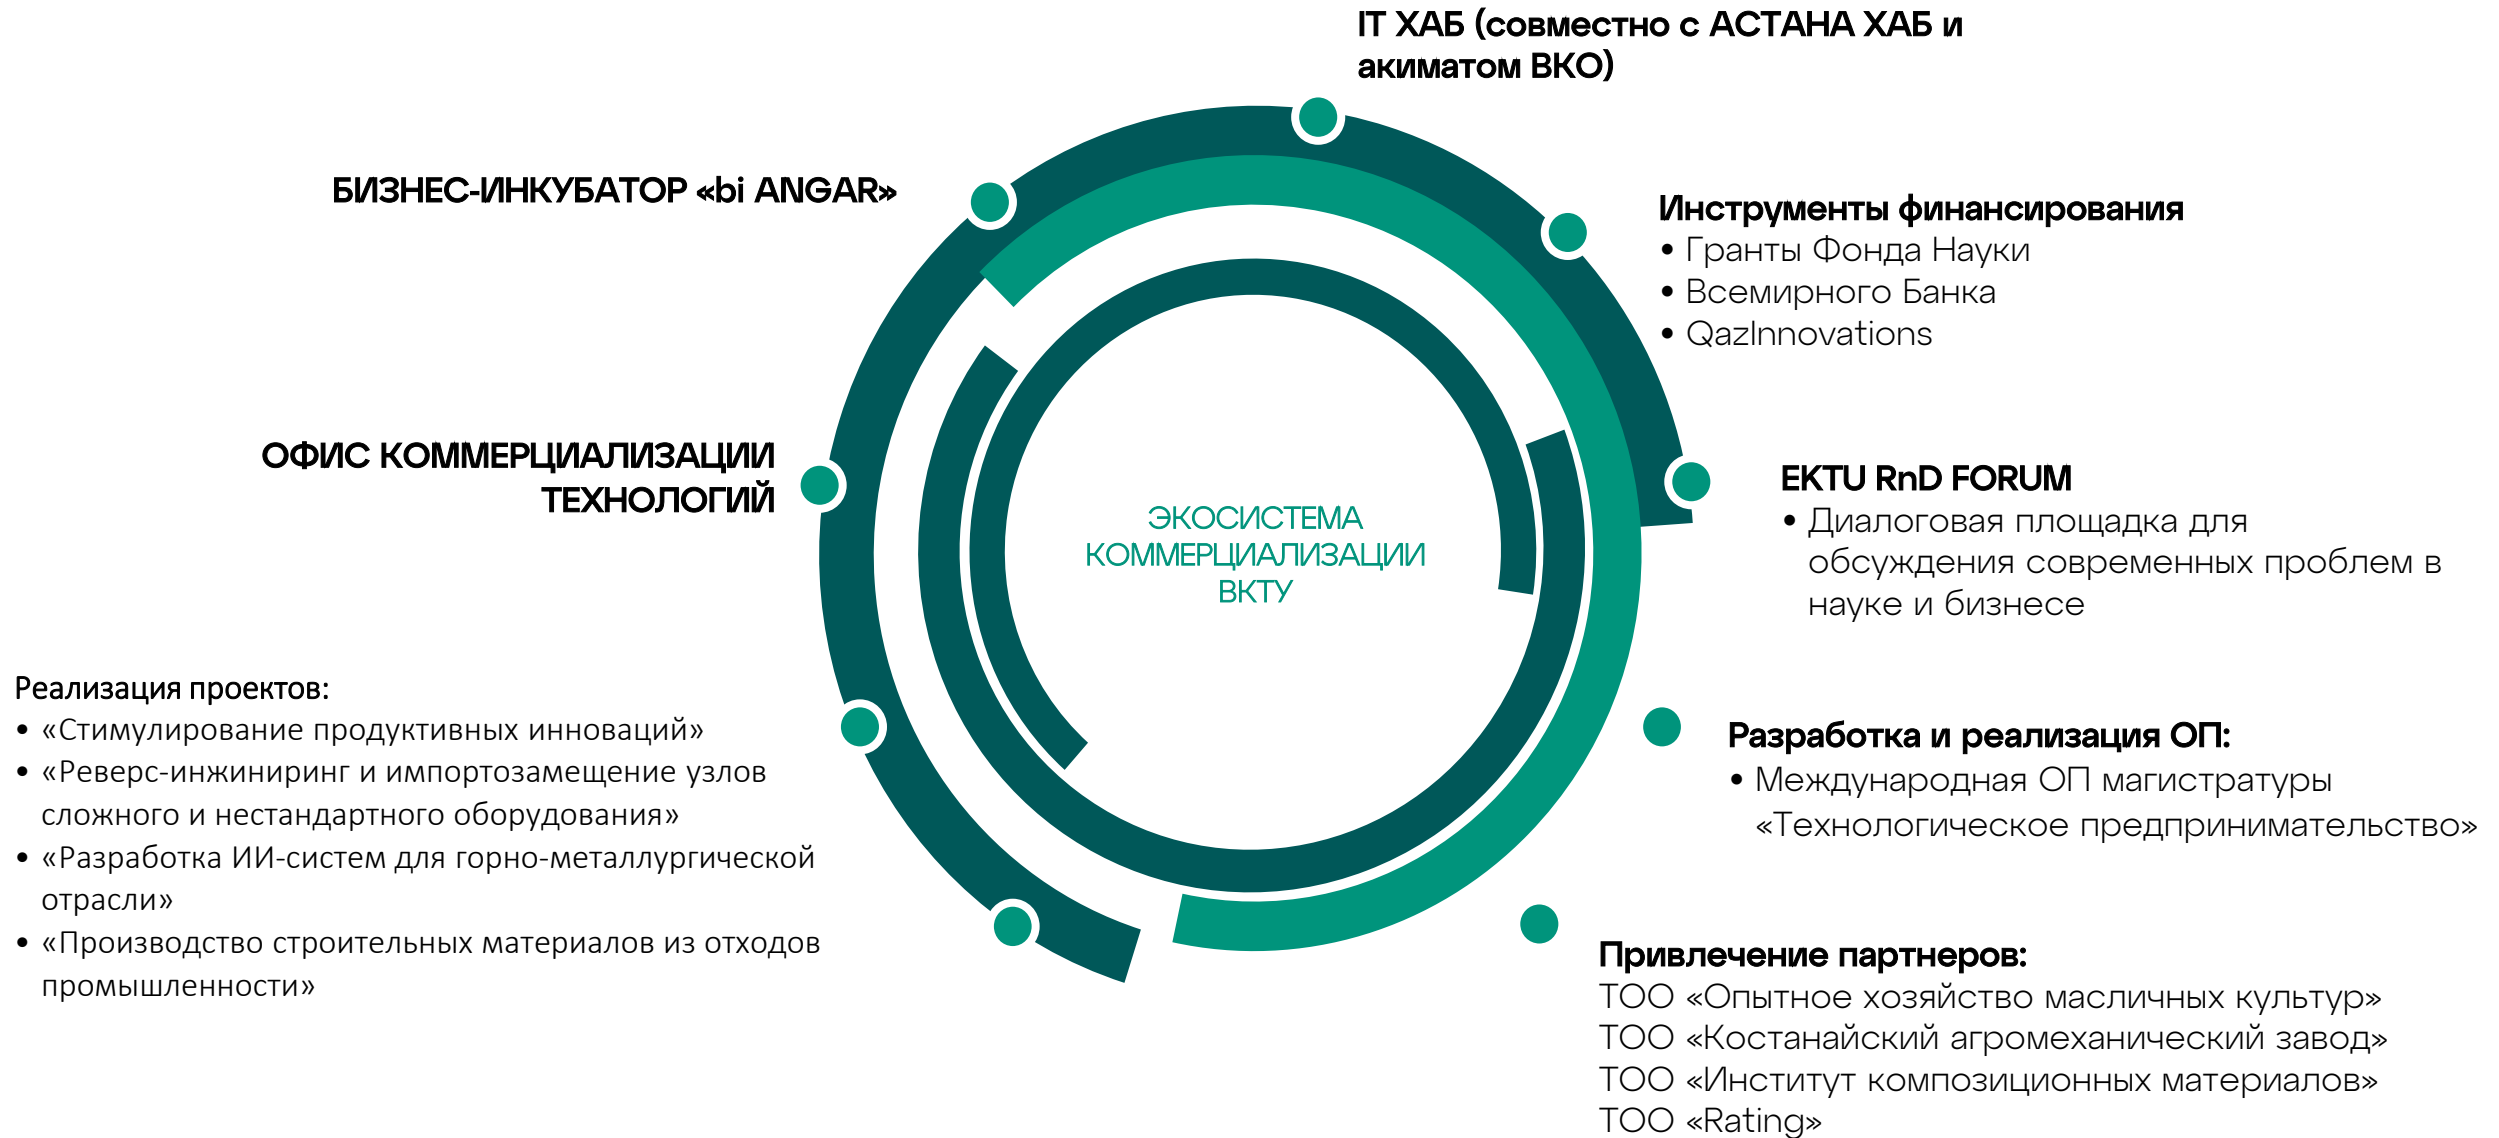 IT ХАБ (совместно с АСТАНА ХАБ и
акиматом ВКО)
БИЗНЕС-ИНКУБАТОР «bi ANGAR»
Инструменты финансирования
• Гранты Фонда Науки
• Всемирного Банка
• QazInnovations
ОФИС КОММЕРЦИАЛИЗАЦИИ
ТЕХНОЛОГИЙ
EKTU RnD FORUM
• Диалоговая площадка для
обсуждения современных проблем в
науке и бизнесе
ЭКОСИСТЕМА
КОММЕРЦИАЛИЗАЦИИ
ВКТУ
Реализация проектов:
• «Стимулирование продуктивных инноваций»
• «Реверс-инжиниринг и импортозамещение узлов
сложного и нестандартного оборудования»
• «Разработка ИИ-систем для горно-металлургической
отрасли»
• «Производство строительных материалов из отходов
промышленности»
Разработка и реализация ОП:
• Международная ОП магистратуры
«Технологическое предпринимательство»
Привлечение партнеров:
ТОО «Опытное хозяйство масличных культур»
ТОО «Костанайский агромеханический завод»
ТОО «Институт композиционных материалов»
ТОО «Rating»